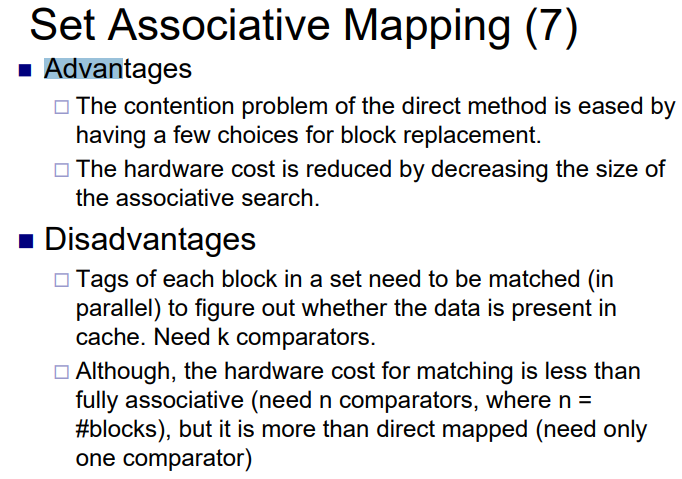 Set Associative Mapping (7)
Advantages
The contention problem of the direct method is eased by
having a few choices for block replacement.
The hardware cost is reduced by decreasing the size of
the associative search.
Disadvantages
Tags of each block in a set need to be matched (in
parallel) to figure out whether the data is present in
cache. Need k comparators.
Although, the hardware cost for matching is less than
fully associative (need n comparators, where n =
#blocks), but it is more than direct mapped (need only
one comparator)